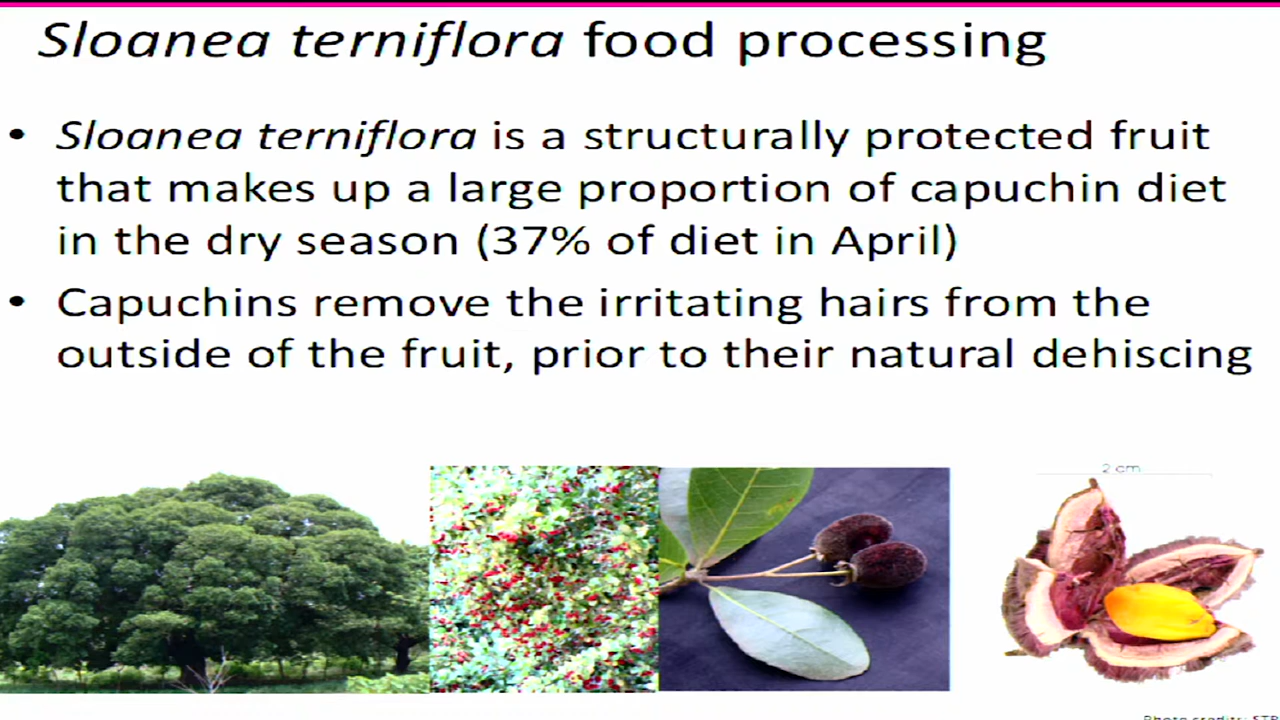 Sloanea terniflora food processing
• Sloanea terniflora is a structurally protected fruit
that makes up a large proportion of capuchin diet
in the dry season (37% of diet in April)
• Capuchins remove the irritating hairs from the
outside of the fruit, prior to their natural dehiscing
2 cm
Photo credits: